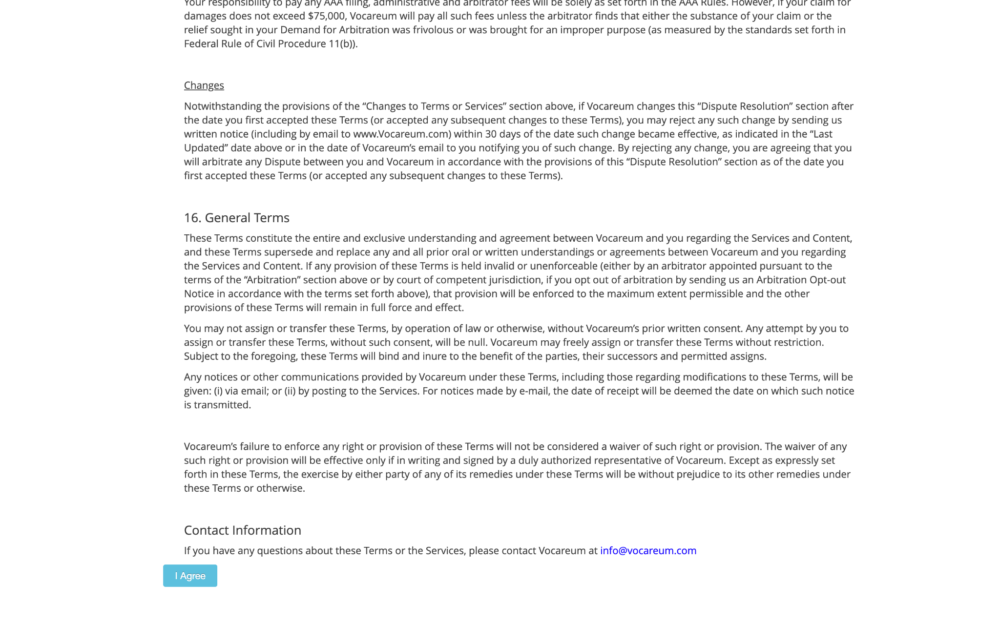 Your responsibility to pay any AAA filing, administrative and arbitrator fees will be solely as set forth in the AAA Rules. However, if your claim for
damages does not exceed $75,000, Vocareum will pay all such fees unless the arbitrator finds that either the substance of your claim or the
relief sought in your Demand for Arbitration was frivolous or was brought for an improper purpose (as measured by the standards set forth in
Federal Rule of Civil Procedure 11(b)).
Changes
Notwithstanding the provisions of the “Changes to Terms or Services” section above, if Vocareum changes this “Dispute Resolution” section after
the date you first accepted these Terms (or accepted any subsequent changes to these Terms), you may reject any such change by sending us
written notice (including by email to www.Vocareum.com) within 30 days of the date such change became effective, as indicated in the “Last
Updated” date above or in the date of Vocareum’s email to you notifying you of such change. By rejecting any change, you are agreeing that you
will arbitrate any Dispute between you and Vocareum in accordance with the provisions of this “Dispute Resolution” section as of the date you
first accepted these Terms (or accepted any subsequent changes to these Terms).
16. General Terms
These Terms constitute the entire and exclusive understanding and agreement between Vocareum and you regarding the Services and Content,
and these Terms supersede and replace any and all prior oral or written understandings or agreements between Vocareum and you regarding
the Services and Content. If any provision of these Terms is held invalid or unenforceable (either by an arbitrator appointed pursuant to the
terms of the “Arbitration” section above or by court of competent jurisdiction, if you opt out of arbitration by sending us an Arbitration Opt-out
Notice in accordance with the terms set forth above), that provision will be enforced to the maximum extent permissible and the other
provisions of these Terms will remain in full force and effect.
You may not assign or transfer these Terms, by operation of law or otherwise, without Vocareum’s prior written consent. Any attempt by you to
assign or transfer these Terms, without such consent, will be null. Vocareum may freely assign or transfer these Terms without restriction.
Subject to the foregoing, these Terms will bind and inure to the benefit of the parties, their successors and permitted assigns.
Any notices or other communications provided by Vocareum under these Terms, including those regarding modifications to these Terms, will be
given: (i) via email; or (ii) by posting to the Services. For notices made by e-mail, the date of receipt will be deemed the date on which such notice
is transmitted.
Vocareum’s failure to enforce any right or provision of these Terms will not be considered a waiver of such right or provision. The waiver of any
such right or provision will be effective only if in writing and signed by a duly authorized representative of Vocareum. Except as expressly set
forth in these Terms, the exercise by either party of any of its remedies under these Terms will be without prejudice to its other remedies under
these Terms or otherwise.
Contact Information
If you have any questions about these Terms or the Services, please contact Vocareum at info@vocareum.com
I Agree